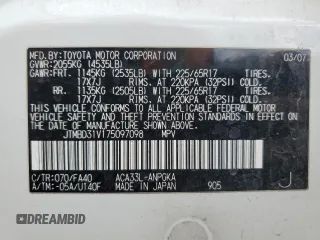 MFD.BY:TOYOTA MOTOR CORPORATION 03/07
GVWR:2055KG (4535LB)
GAWR:FRT. 1145KG (2535LB) WITH 225/65R17 TIRES,
17X7J RIMS, AT 220KPA (32PSI) COLD
RR. 1135KG (2505LB) WITH 225/65R17 TIRES,
17X7J RIMS, AT 220KPA (32PSI) COLD
THIS VEHICLE CONFORMS TO ALL APPLICABLE FEDERAL MOTOR
VEHICLE SAFETY AND THEFT PREVENTION STANDARDS IN
EFFECT ON THE DATE OF MANUFACTURE SHOWN ABOVE.
JTMBD31V175097098 MPV
C/TR:070/FA40 ACA33L-ANPGKA
A/TM:-05A/U140F MADE IN JAPAN 905 J